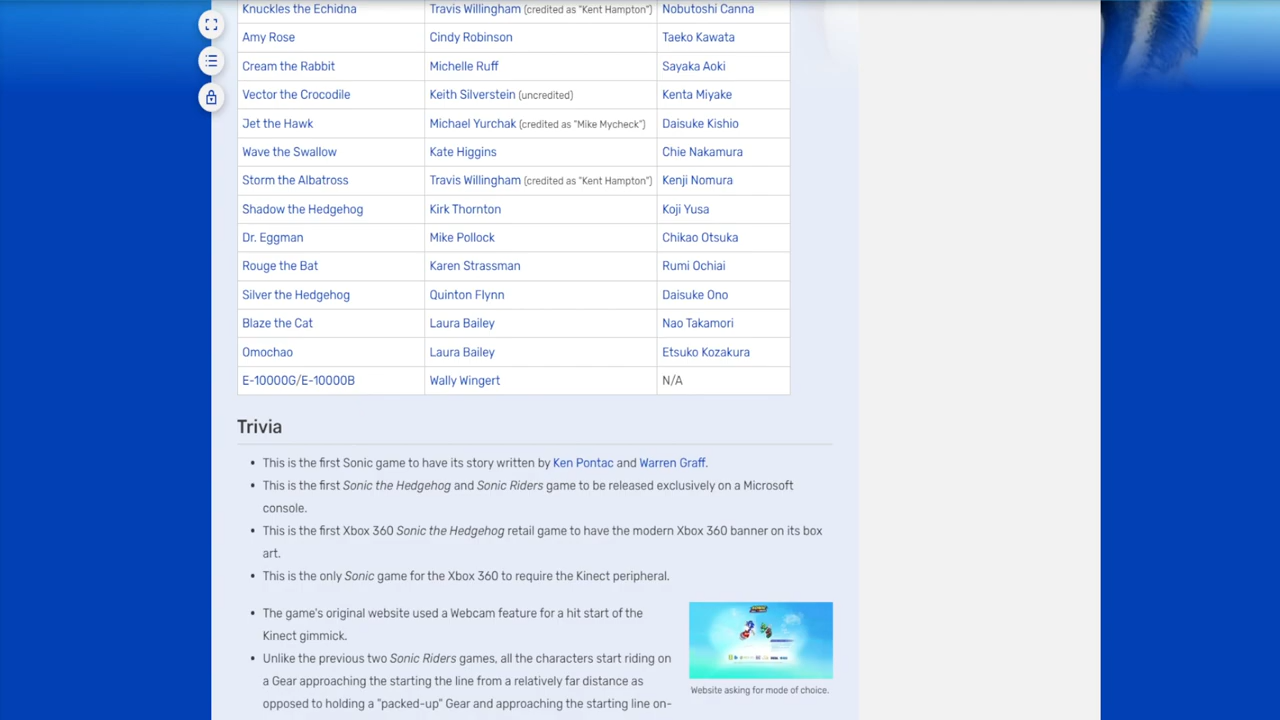 Knuckles the Echidna Travis Willingham (credited as "Kent Hampton") Nobutoshi Canna
Amy Rose Cindy Robinson Taeko Kawata
Cream the Rabbit Michelle Ruff Sayaka Aoki
Vector the Crocodile Keith Silverstein (uncredited) Kenta Miyake
Jet the Hawk Michael Yurchak (credited as "Mike Mycheck") Daisuke Kishio
Wave the Swallow Kate Higgins Chie Nakamura
Storm the Albatross Travis Willingham (credited as "Kent Hampton") Kenji Nomura
Shadow the Hedgehog Kirk Thornton Koji Yusa
Dr. Eggman Mike Pollock Chikao Otsuka
Rouge the Bat Karen Strassman Rumi Ochiai
Silver the Hedgehog Quinton Flynn Daisuke Ono
Blaze the Cat Laura Bailey Nao Takamori
Omochao Laura Bailey Etsuko Kozakura
E-10000G/E-10000B Wally Wingert N/A
Trivia
• This is the first Sonic game to have its story written by Ken Pontac and Warren Graff.
• This is the first Sonic the Hedgehog and Sonic Riders game to be released exclusively on a Microsoft
console.
• This is the first Xbox 360 Sonic the Hedgehog retail game to have the modern Xbox 360 banner on its box
art.
• This is the only Sonic game for the Xbox 360 to require the Kinect peripheral.
• The game's original website used a Webcam feature for a hit start of the
Kinect gimmick.
• Unlike the previous two Sonic Riders games, all the characters start riding on
a Gear approaching the starting the line from a relatively far distance as
opposed to holding a "packed-up" Gear and approaching the starting line on-
Website asking for mode of choice.